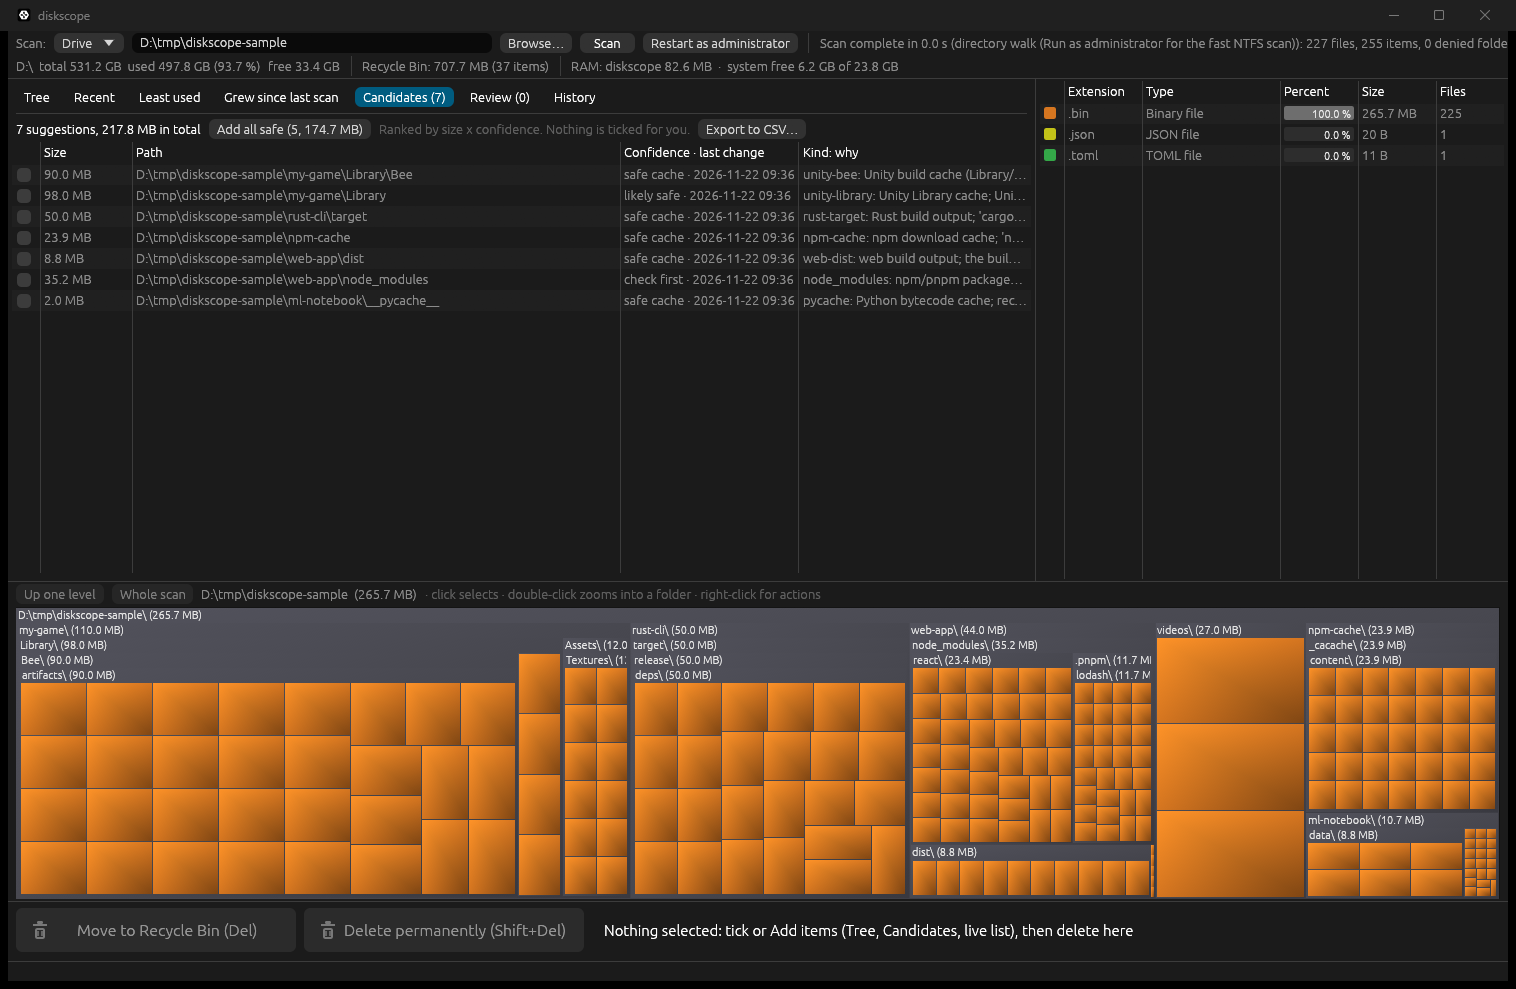 diskscope
Scan: Drive D:\tmp\diskscope-sample Browse... Scan Restart as administrator Scan complete in 0.0 s (directory walk (Run as administrator for the fast NTFS scan)): 227 files, 255 items, 0 denied folde
D:\ total 531.2 GB used 497.8 GB (93.7 %) free 33.4 GB Recycle Bin: 707.7 MB (37 items) RAM: diskscope 82.6 MB · system free 6.2 GB of 23.8 GB
Tree Recent Least used Grew since last scan Candidates (7) Review (0) History
7 suggestions, 217.8 MB in total Add all safe (5, 174.7 MB) Ranked by size x confidence. Nothing is ticked for you. Export to CSV...
Size Path Confidence · last change Kind: why
90.0 MB D:\tmp\diskscope-sample\my-game\Library\Bee safe cache · 2026-11-22 09:36 unity-bee: Unity build cache (Library/...
98.0 MB D:\tmp\diskscope-sample\my-game\Library likely safe · 2026-11-22 09:36 unity-library: Unity Library cache; Uni...
50.0 MB D:\tmp\diskscope-sample\rust-cli\target safe cache · 2026-11-22 09:36 rust-target: Rust build output; 'cargo...
23.9 MB D:\tmp\diskscope-sample\npm-cache safe cache · 2026-11-22 09:36 npm-cache: npm download cache; 'n...
8.8 MB D:\tmp\diskscope-sample\web-app\dist safe cache · 2026-11-22 09:36 web-dist: web build output; the buil...
35.2 MB D:\tmp\diskscope-sample\web-app\node_modules check first · 2026-11-22 09:36 node_modules: npm/pnpm package...
2.0 MB D:\tmp\diskscope-sample\ml-notebook\__pycache__ safe cache · 2026-11-22 09:36 pycache: Python bytecode cache; rec...
Extension Type Percent Size Files
.bin Binary file 100.0 % 265.7 MB 225
.json JSON file 0.0 % 20 B 1
.toml TOML file 0.0 % 11 B 1
Up one level Whole scan D:\tmp\diskscope-sample (265.7 MB) · click selects · double-click zooms into a folder · right-click for actions
D:\tmp\diskscope-sample\ (265.7 MB)
my-game\ (110.0 MB)
Library\ (98.0 MB)
Bee\ (90.0 MB)
artifacts\ (90.0 MB)
Assets\ (12.0
Textures\ (1
rust-cli\ (50.0 MB)
target\ (50.0 MB)
release\ (50.0 MB)
deps\ (50.0 MB)
web-app\ (44.0 MB)
node_modules\ (35.2 MB)
react\ (23.4 MB)
.pnpm\ (11.7 M
lodash\ (11.7 M
dist\ (8.8 MB)
videos\ (27.0 MB)
npm-cache\ (23.9 MB)
_cacache\ (23.9 MB)
content\ (23.9 MB)
ml-notebook\ (10.7 MB)
data\ (8.8 MB)
Move to Recycle Bin (Del) Delete permanently (Shift+Del) Nothing selected: tick or Add items (Tree, Candidates, live list), then delete here